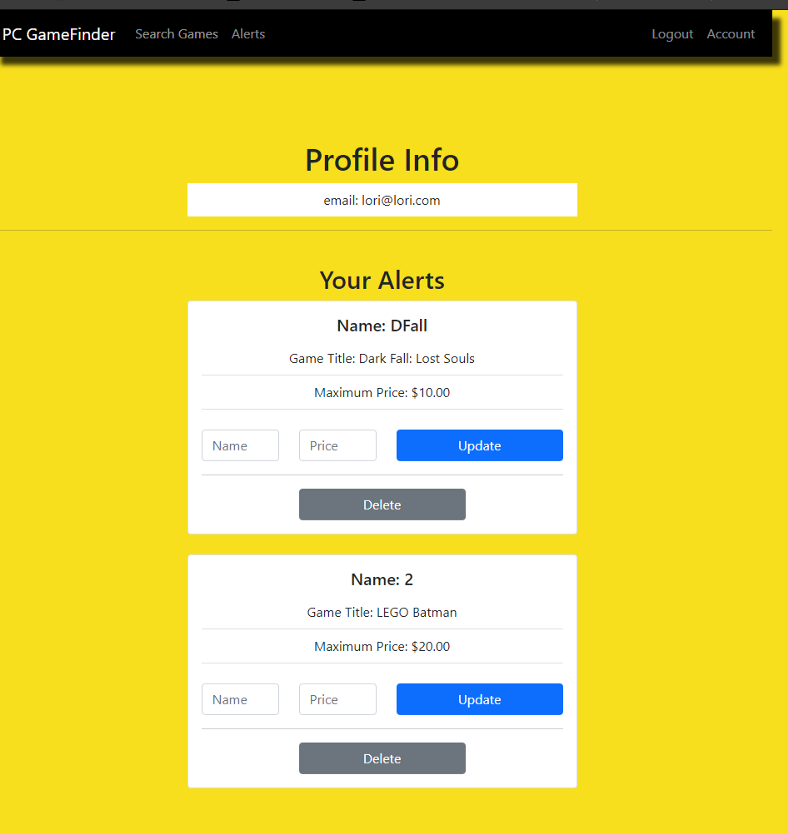 PC GameFinder Search Games Alerts Logout Account
Profile Info
email: lori@lori.com
Your Alerts
Name: DFall
Game Title: Dark Fall: Lost Souls
Maximum Price: $10.00
Name Price Update
Delete
Name: 2
Game Title: LEGO Batman
Maximum Price: $20.00
Name Price Update
Delete